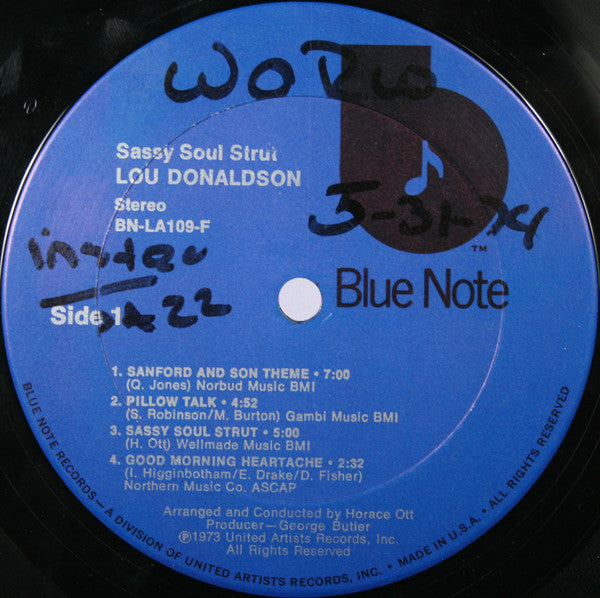 WORW
Sassy Soul Strut
LOU DONALDSON
Stereo
BN-LA109-F
5-31-74
Blue Note
TM
Side 1
22
1. SANFORD AND SON THEME • 7:00
(Q. Jones) Norbud Music BMI
2. PILLOW TALK • 4:52
(S. Robinson/M. Burton) Gambi Music BMI
3. SASSY SOUL STRUT • 5:00
(H. Ott) Wellmade Music BMI
4. GOOD MORNING HEARTACHE • 2:32
(I. Higginbotham/E. Drake/D. Fisher)
Northern Music Co. ASCAP
Arranged and Conducted by Horace Ott
Producer—George Butler
℗1973 United Artists Records, Inc.
All Rights Reserved
BLUE NOTE RECORDS—A DIVISION OF UNITED ARTISTS RECORDS, INC. • MADE IN U.S.A. • ALL RIGHTS RESERVED